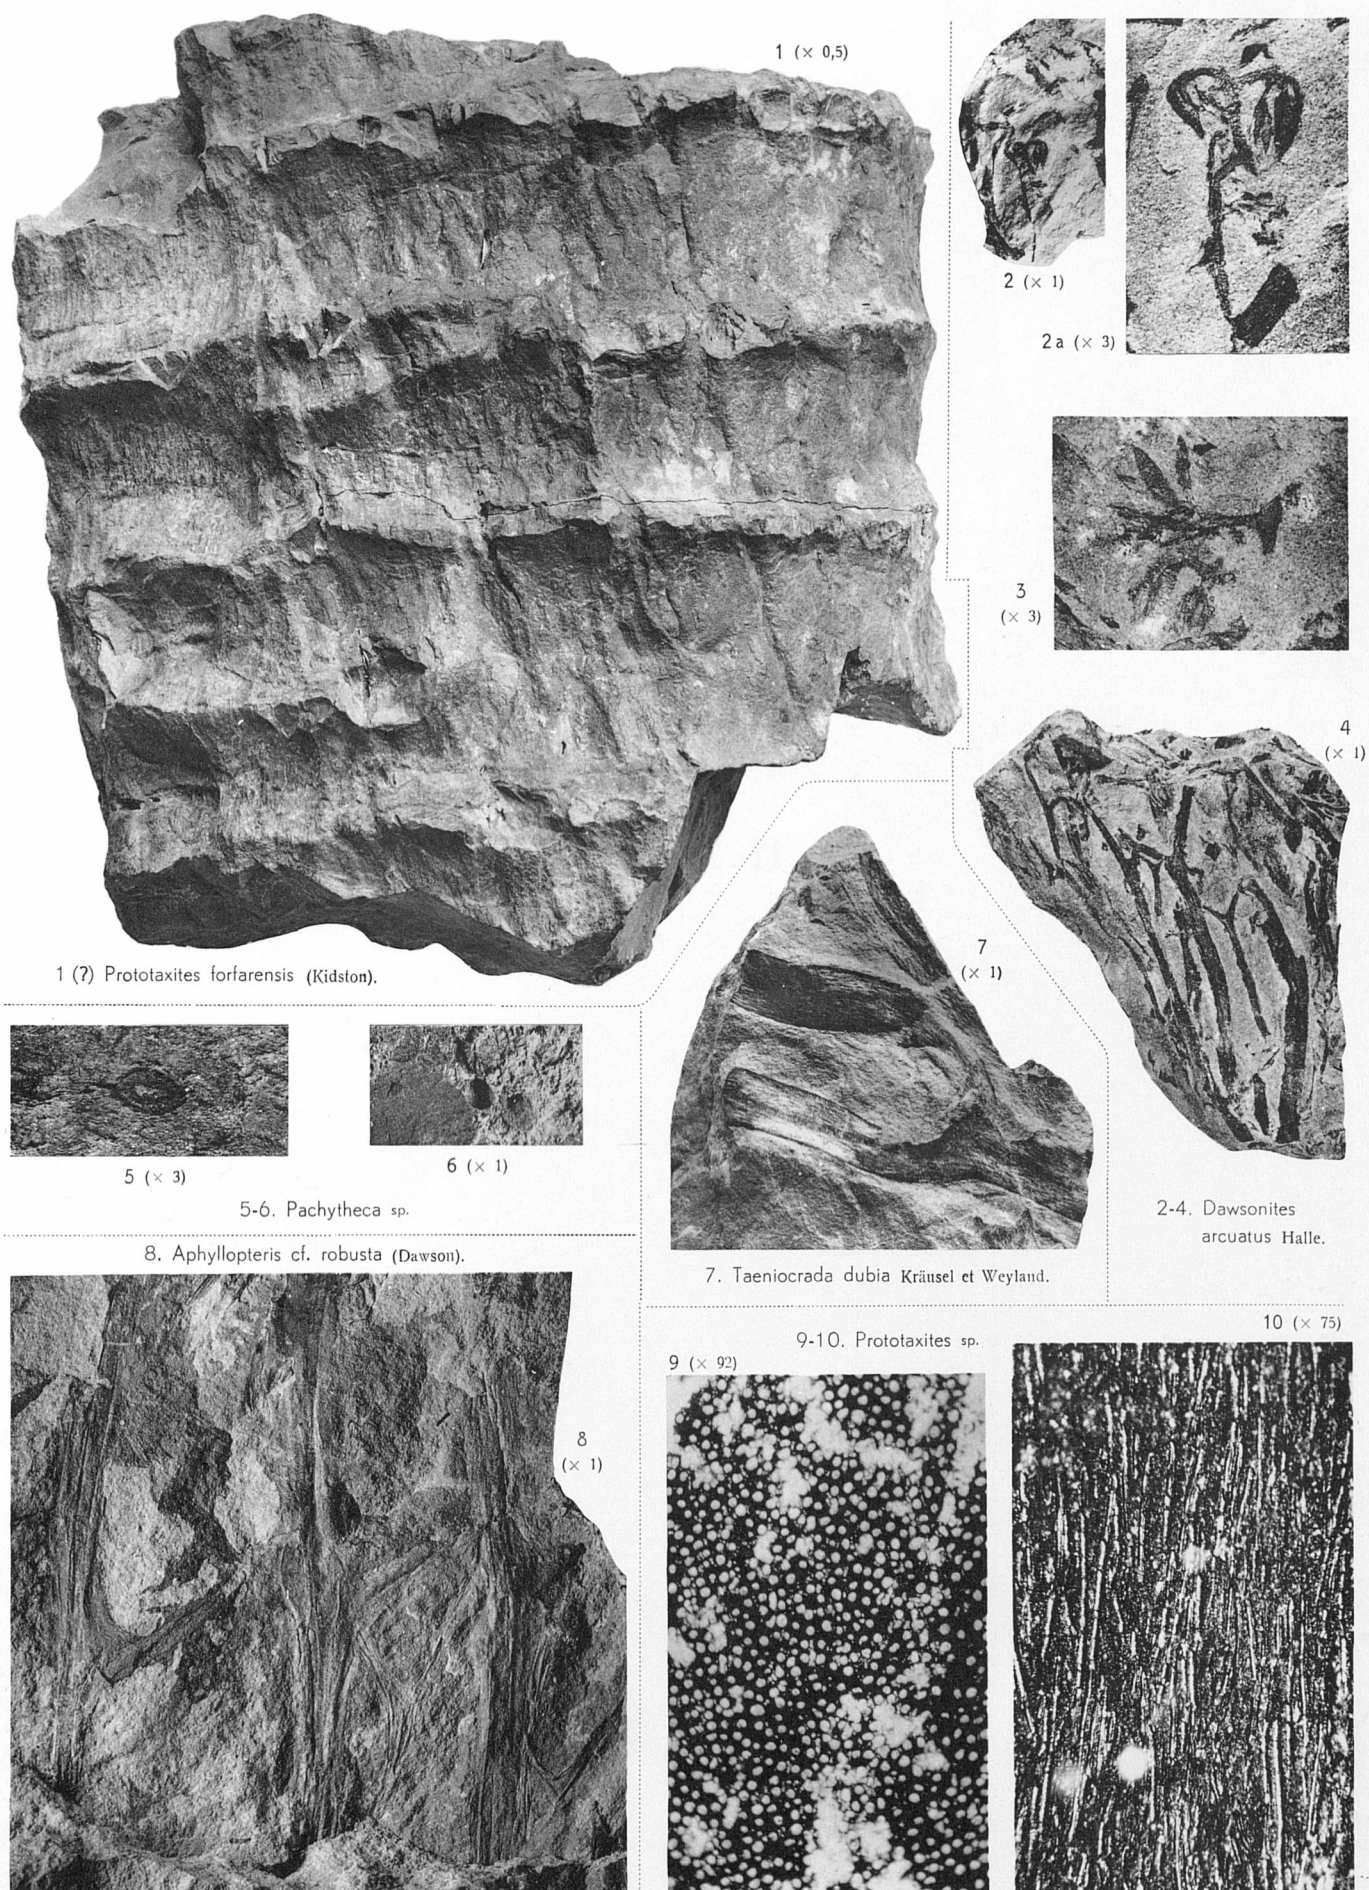 1 (× 0,5)
2 (× 1)
2a (× 3)
3
(× 3)
4
(× 1)
1 (?) Prototaxites forfarensis (Kidston).
7
(× 1)
5 (× 3)
6 (× 1)
5-6. Pachytheca sp.
2-4. Dawsonites
arcuatus Halle.
8. Aphyllopteris cf. robusta (Dawson).
7. Taeniocrada dubia Kräusel et Weyland.
10 (× 75)
9-10. Prototaxites sp.
9 (× 92)
8
(× 1)